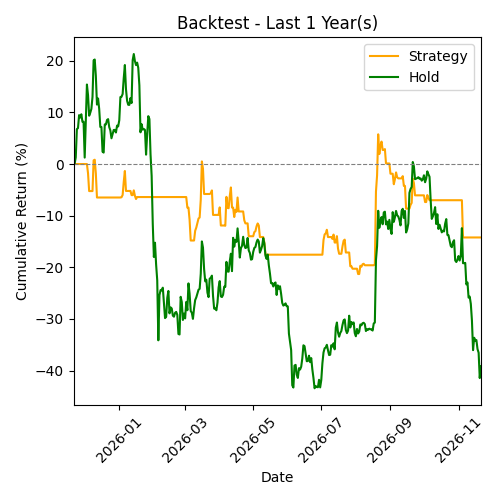 Backtest - Last 1 Year(s)
Strategy
Hold
Cumulative Return (%)
20
10
0
−10
−20
−30
−40
2026-01
2026-03
2026-05
2026-07
2026-09
2026-11
Date